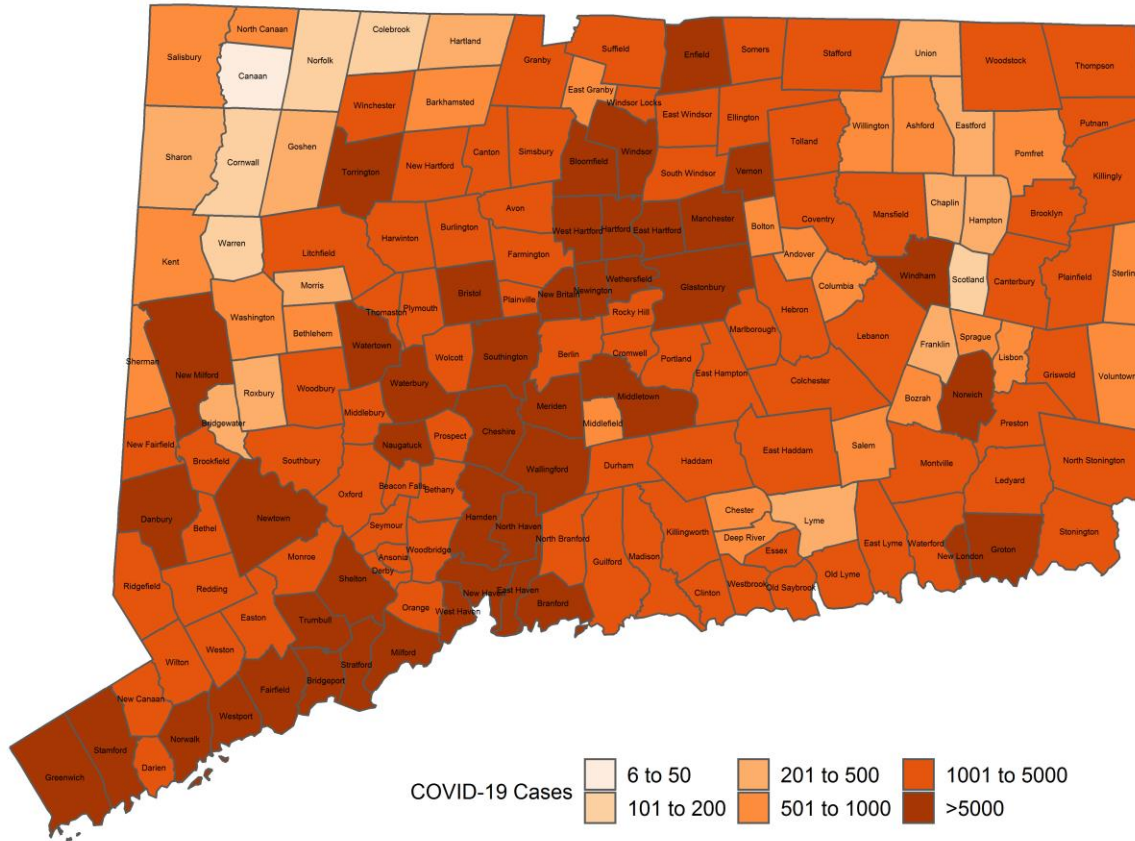 North Canaan
Colebrook
Hartland
Salisbury
Norfolk
Canaan
Granby
Suffield
Enfield
Somers
Stafford
Union
Woodstock
Thompson
Winchester
Barkhamsted
East Granby
Windsor Locks
East Windsor
Ellington
Willington
Ashford
Eastford
Putnam
Pomfret
Sharon
Cornwall
Goshen
Torrington
New Hartford
Canton
Simsbury
Bloomfield
Windsor
South Windsor
Vernon
Tolland
Killingly
Kent
Warren
Litchfield
Harwinton
Burlington
Avon
Farmington
West Hartford
Hartford
East Hartford
Manchester
Bolton
Coventry
Andover
Mansfield
Chaplin
Hampton
Brooklyn
Morris
Washington
Bethlehem
Thomaston
Plymouth
Bristol
Plainville
New Britain
Newington
Wethersfield
Glastonbury
Rocky Hill
Hebron
Columbia
Windham
Scotland
Canterbury
Plainfield
Sterlin
Sherman
New Milford
Roxbury
Bridgewater
Woodbury
Watertown
Waterbury
Wolcott
Southington
Berlin
Cromwell
Portland
East Hampton
Marlborough
Colchester
Lebanon
Franklin
Sprague
Lisbon
Bozrah
Norwich
Griswold
Voluntown
Preston
New Fairfield
Brookfield
Southbury
Middlebury
Naugatuck
Prospect
Cheshire
Meriden
Middlefield
Middletown
Wallingford
Durham
Haddam
East Haddam
Salem
Montville
Ledyard
North Stonington
Danbury
Bethel
Newtown
Oxford
Beacon Falls
Bethany
Seymour
Hamden
North Haven
North Branford
Guilford
Madison
Killingworth
Chester
Deep River
Essex
Lyme
East Lyme
Waterford
New London
Groton
Stonington
Ridgefield
Redding
Monroe
Ansonia
Derby
Woodbridge
Shelton
Orange
West Haven
New Haven
East Haven
Branford
Clinton
Westbrook
Old Saybrook
Old Lyme
Wilton
Weston
Easton
Trumbull
Milford
Stratford
Bridgeport
Fairfield
Westport
New Canaan
Norwalk
Darien
Stamford
Greenwich
COVID-19 Cases
6 to 50
101 to 200
201 to 500
501 to 1000
1001 to 5000
>5000